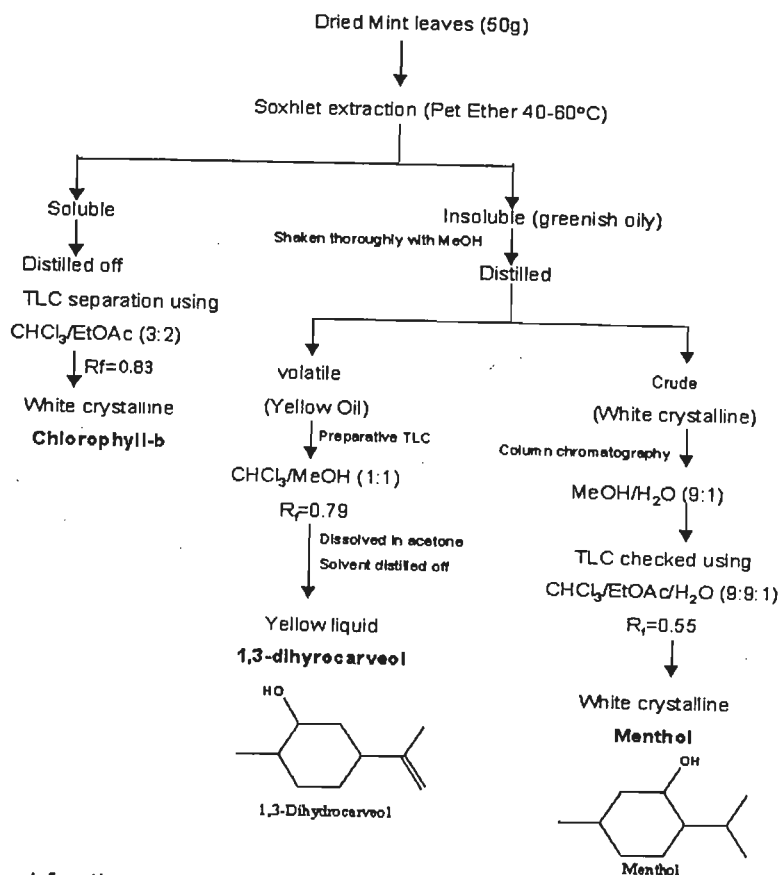 Dried Mint leaves (50g)
Soxhlet extraction (Pet Ether 40-60°C)
Soluble
Insoluble (greenish oily)
Shaken thoroughly with MeOH
Distilled off
Distilled
TLC separation using
CHCl₃/EtOAc (3:2)
Rf=0.83
White crystalline
Chlorophyll-b
volatile
(Yellow Oil)
Preparative TLC
CHCl₃/MeOH (1:1)
Rf=0.79
Dissolved in acetone
Solvent distilled off
Yellow liquid
1,3-dihyrocarveol
HO
1,3-Dihydrocarveol
Crude
(White crystalline)
Column chromatography
MeOH/H₂O (9:1)
TLC checked using
CHCl₃/EtOAc/H₂O (9:9:1)
Rf=0.55
White crystalline
Menthol
OH
Menthol